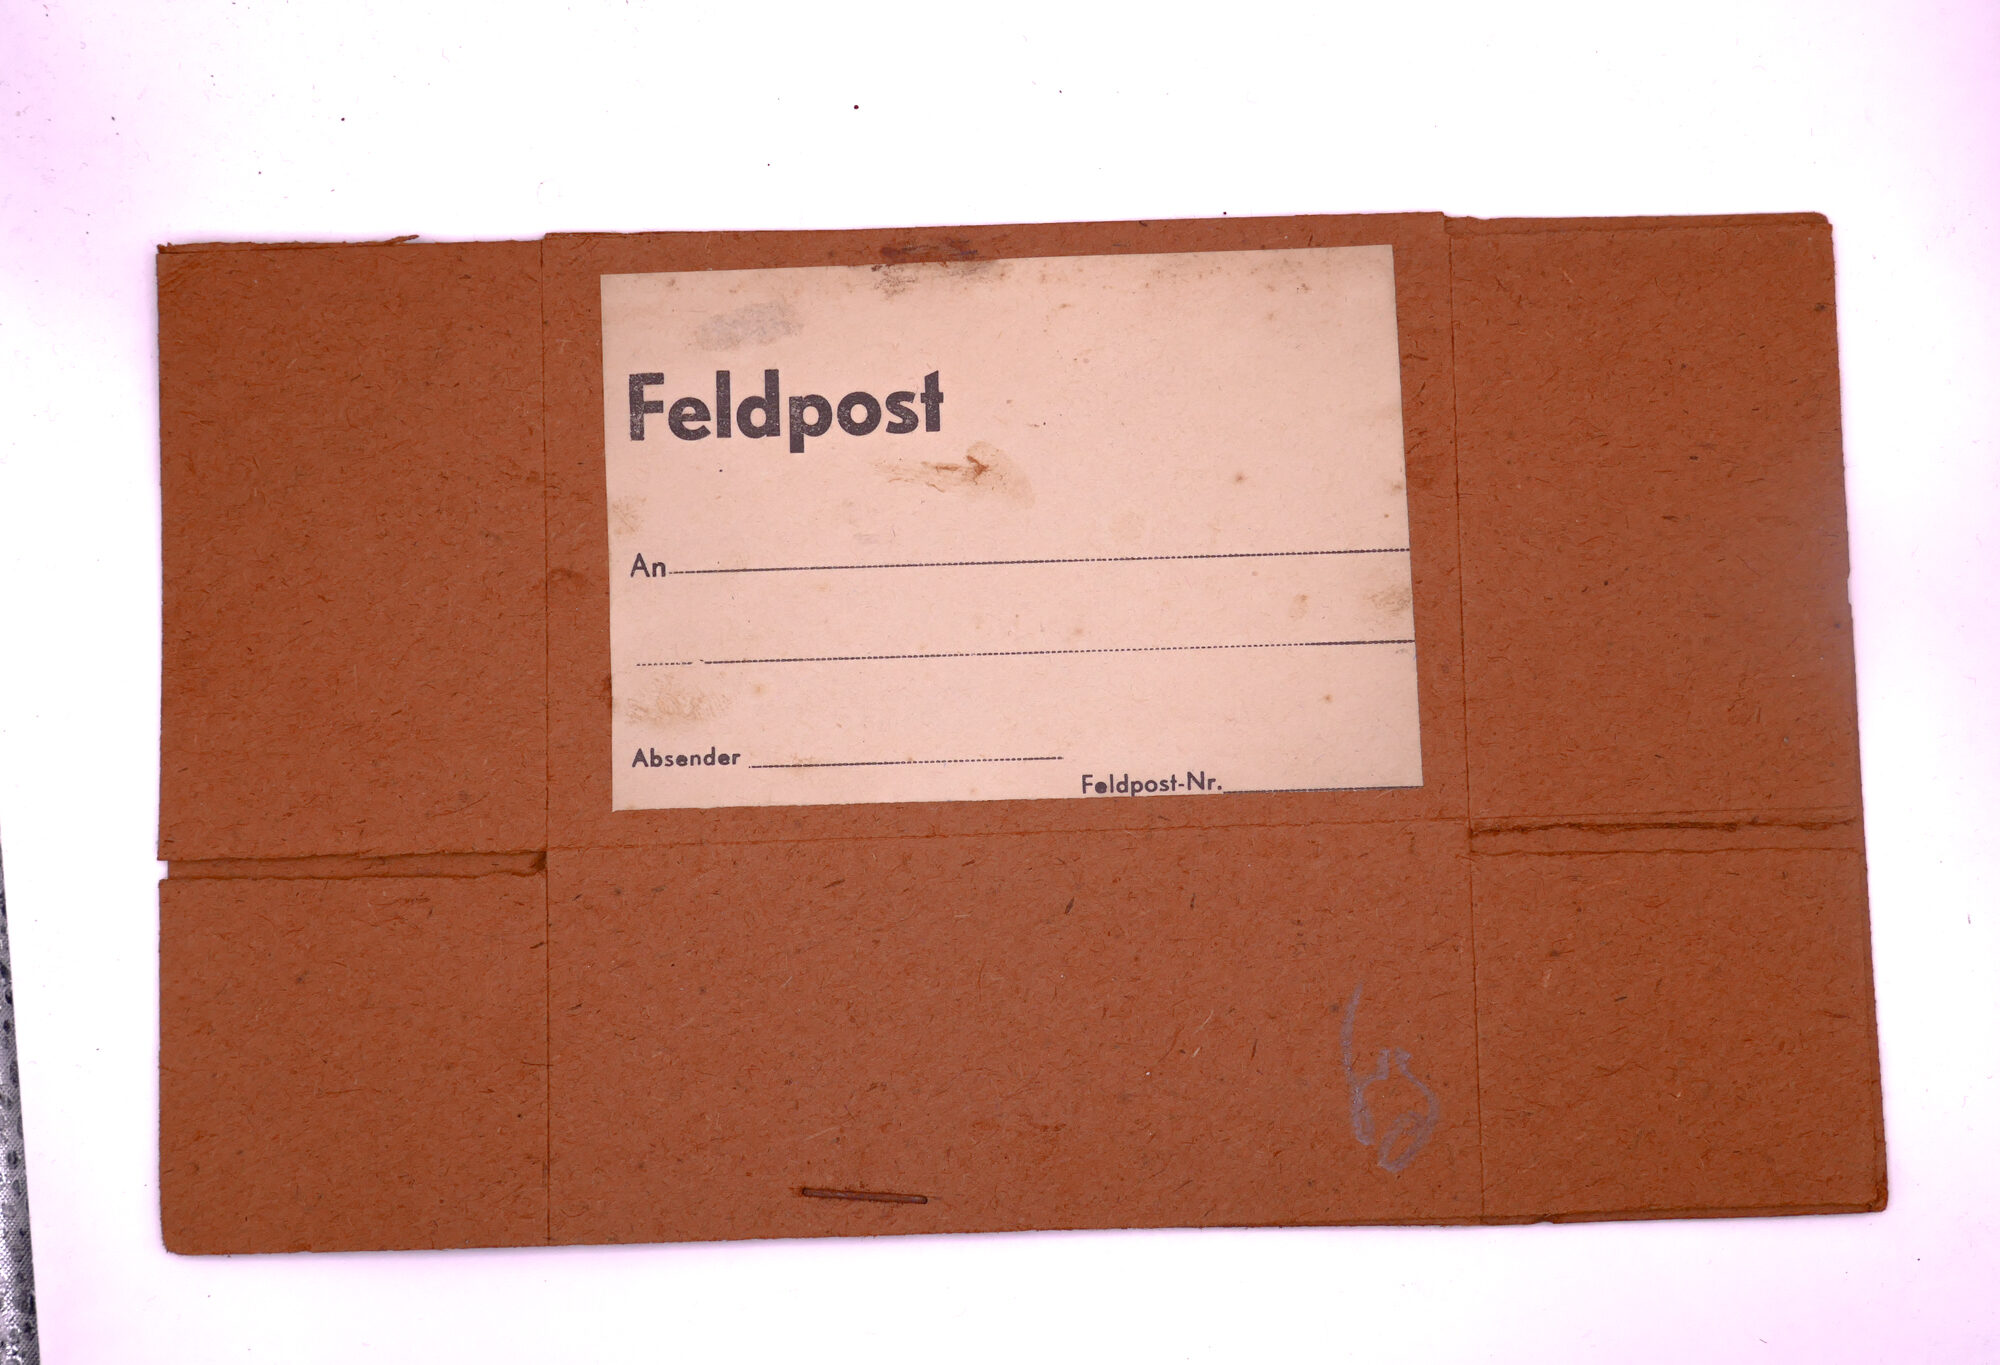 Feldpost
An
Absender
Feldpost-Nr.